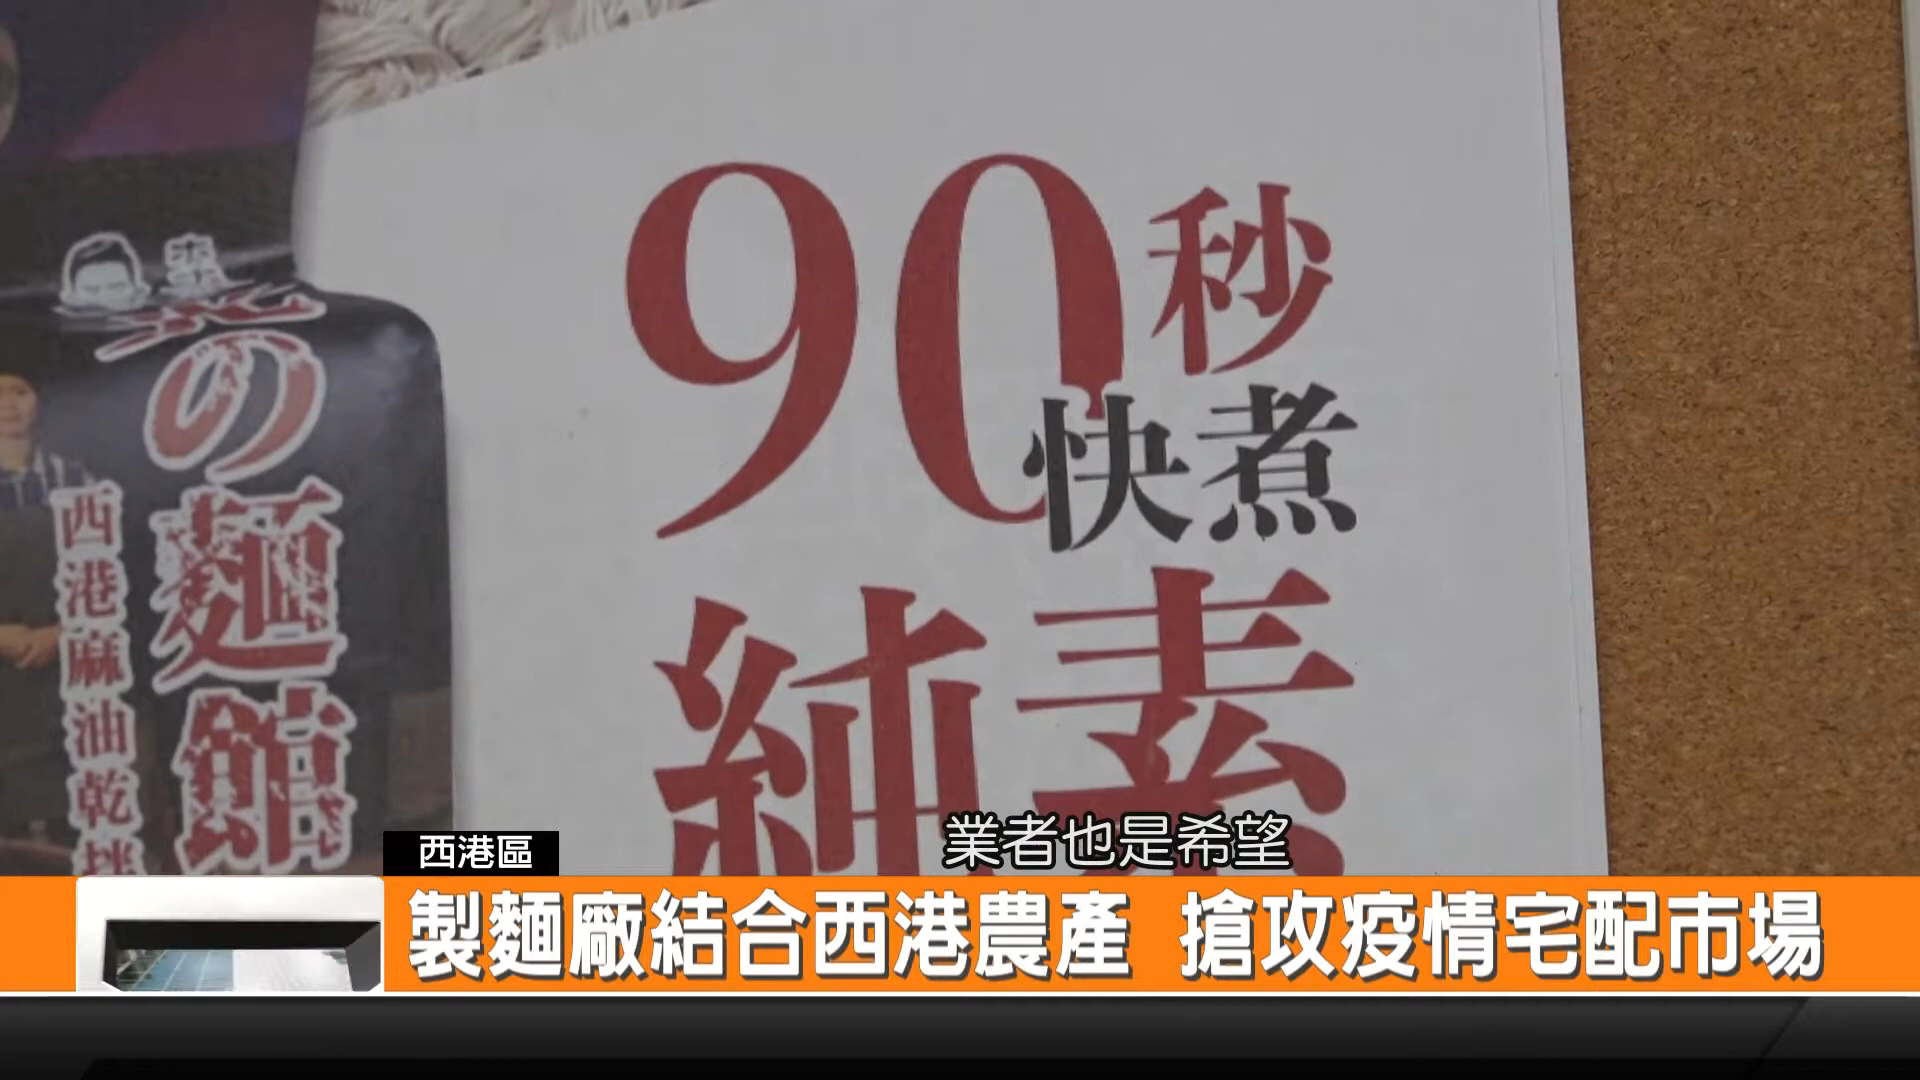 90秒
快煮
純素
の麵館
西港麻油乾拌
業者也是希望
西港區
製麵廠結合西港農產 搶攻疫情宅配市場